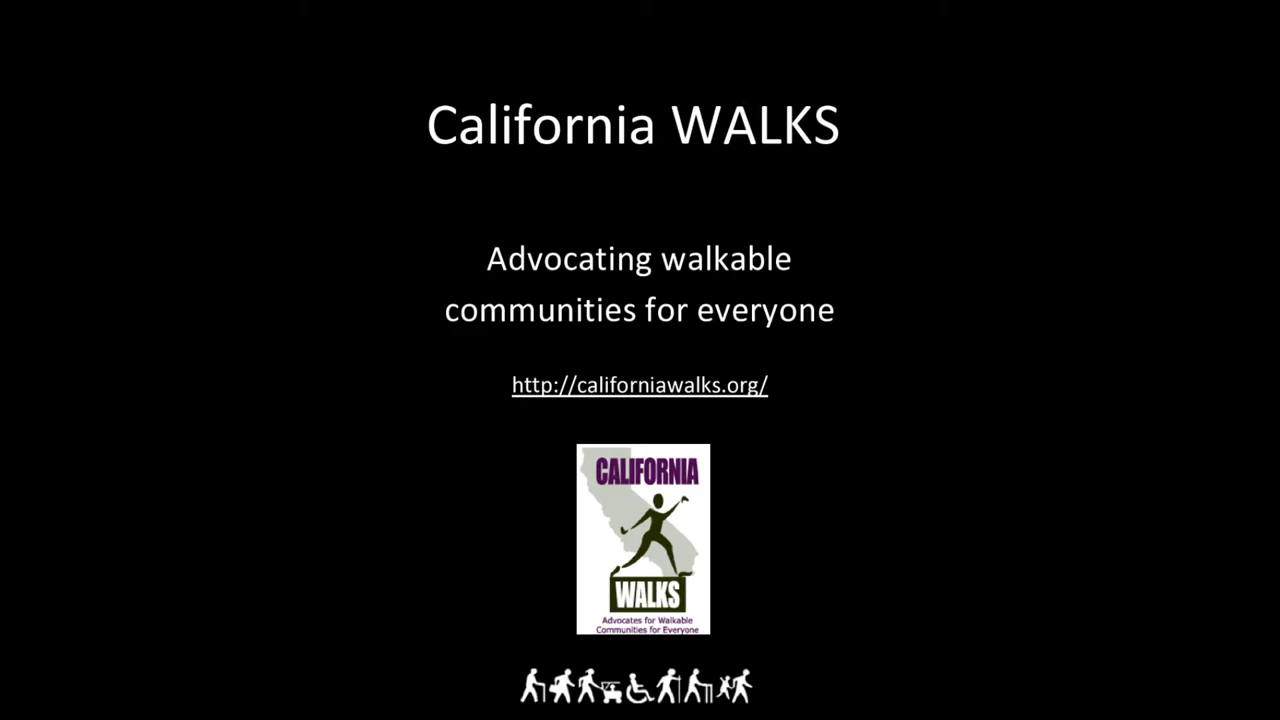 California WALKS
Advocating walkable
communities for everyone
http://californiawalks.org/
CALIFORNIA
WALKS
Advocates for Walkable
Communities for Everyone